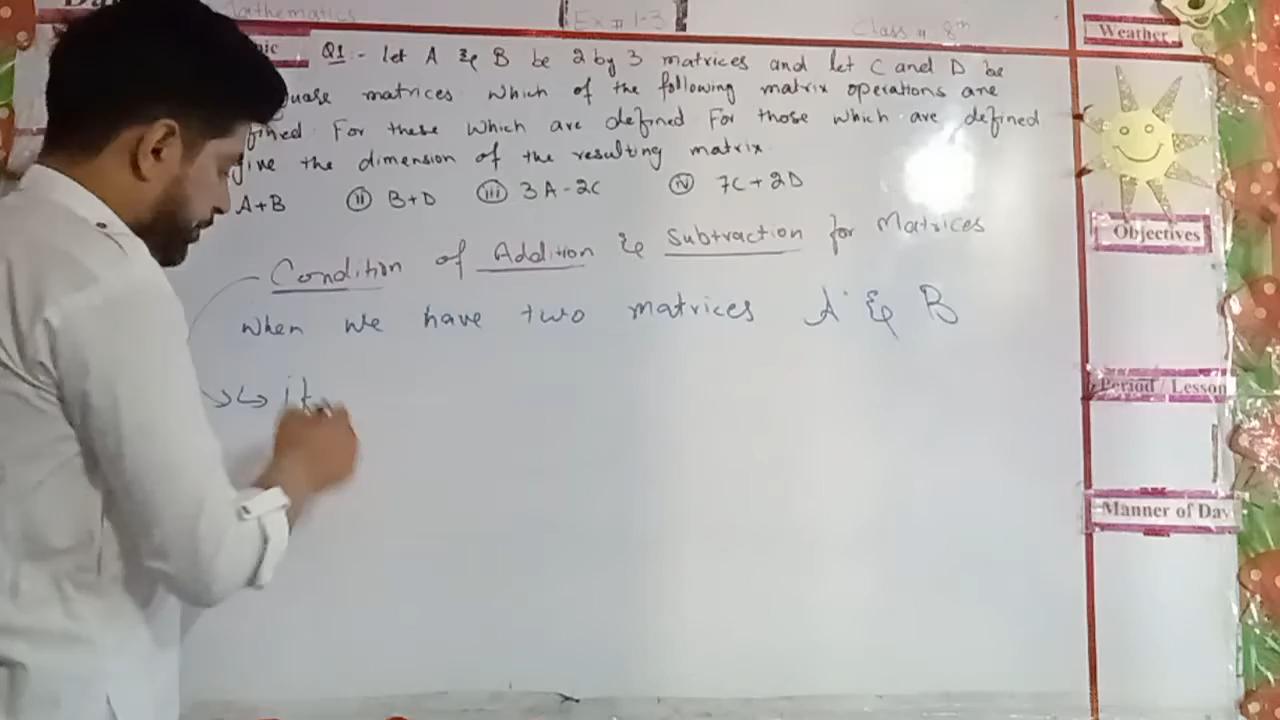 Mathematics
Ex # 1-3
Class # 8th
Weather
Q1 - let A & B be 2 by 3 matrices and let C and D be
matrices which of the following matrix operations are
For these which are defined For those which are defined
the dimension of the resulting matrix
A+B (ii) B+D (iii) 3A-2C (iv) 7C+2D
Objectives
Condition of Addition & Subtraction for Matrices
when we have two matrices A & B
Period / Lesson
it
Manner of Day